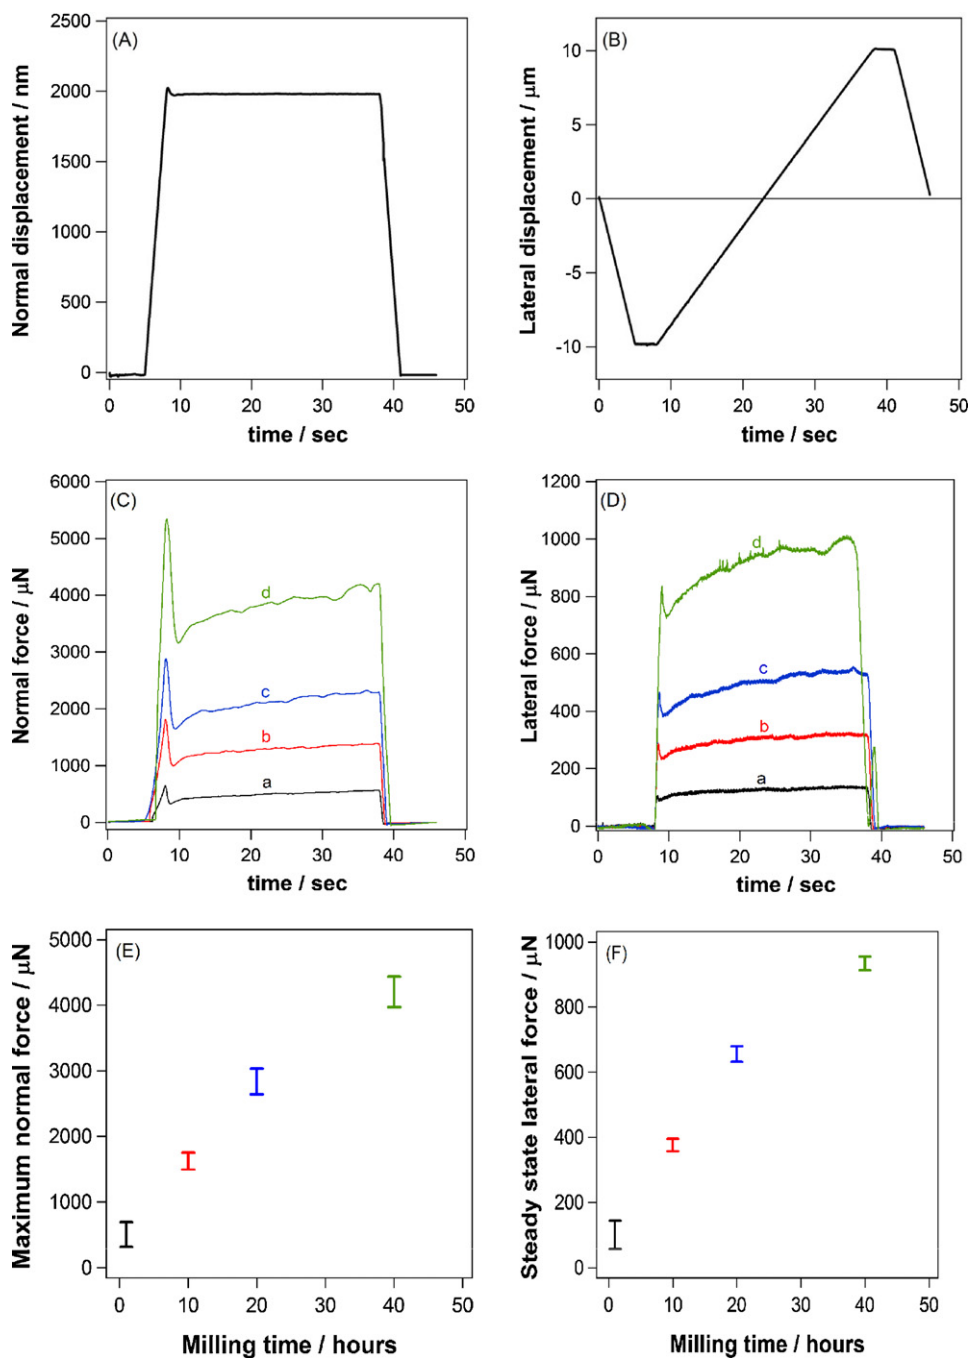 (A)
Normal displacement / nm
2500
2000
1500
1000
500
0
0 10 20 30 40 50
time / sec
(B)
Lateral displacement / μm
10
5
0
-5
-10
0 10 20 30 40 50
time / sec
(C)
Normal force / μN
6000
5000
4000
3000
2000
1000
0
d
c
b
a
0 10 20 30 40 50
time / sec
(D)
Lateral force / μN
1200
1000
800
600
400
200
0
d
c
b
a
0 10 20 30 40 50
time / sec
(E)
Maximum normal force / μN
5000
4000
3000
2000
1000
0
0 10 20 30 40 50
Milling time / hours
(F)
Steady state lateral force / μN
1000
800
600
400
200
0
0 10 20 30 40 50
Milling time / hours